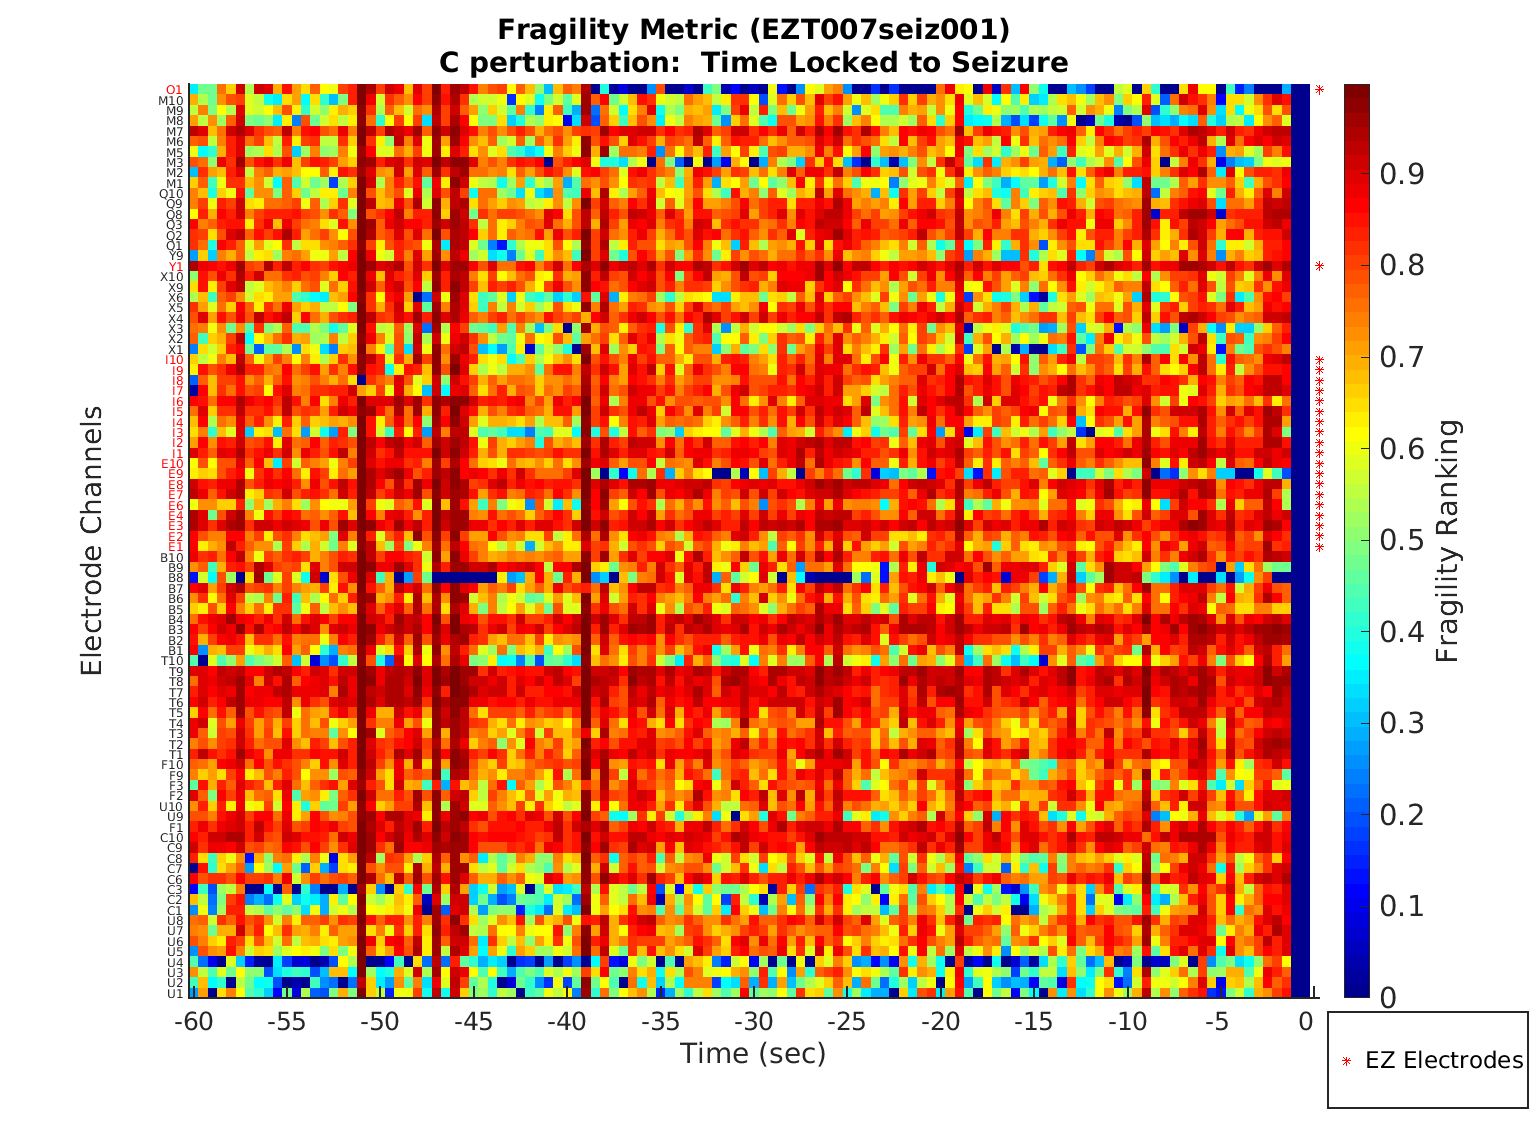 Fragility Metric (EZT007seiz001)
C perturbation: Time Locked to Seizure
Electrode Channels
O1
M10
M9
M8
M7
M6
M5
M3
M2
M1
Q10
Q9
Q8
Q3
Q2
Q1
Y9
Y1
X10
X9
X6
X5
X4
X3
X2
X1
I10
I9
I8
I7
I6
I5
I4
I3
I2
I1
E10
E9
E8
E7
E6
E4
E3
E2
E1
B10
B9
B8
B7
B6
B5
B4
B3
B2
B1
T10
T9
T8
T7
T6
T5
T4
T3
T2
T1
F10
F9
F3
F2
U10
U9
F1
C10
C9
C8
C7
C6
C3
C2
C1
U8
U7
U6
U5
U4
U3
U2
U1
-60 -55 -50 -45 -40 -35 -30 -25 -20 -15 -10 -5 0
Time (sec)
0.9
0.8
0.7
0.6
0.5
0.4
0.3
0.2
0.1
0
Fragility Ranking
EZ Electrodes